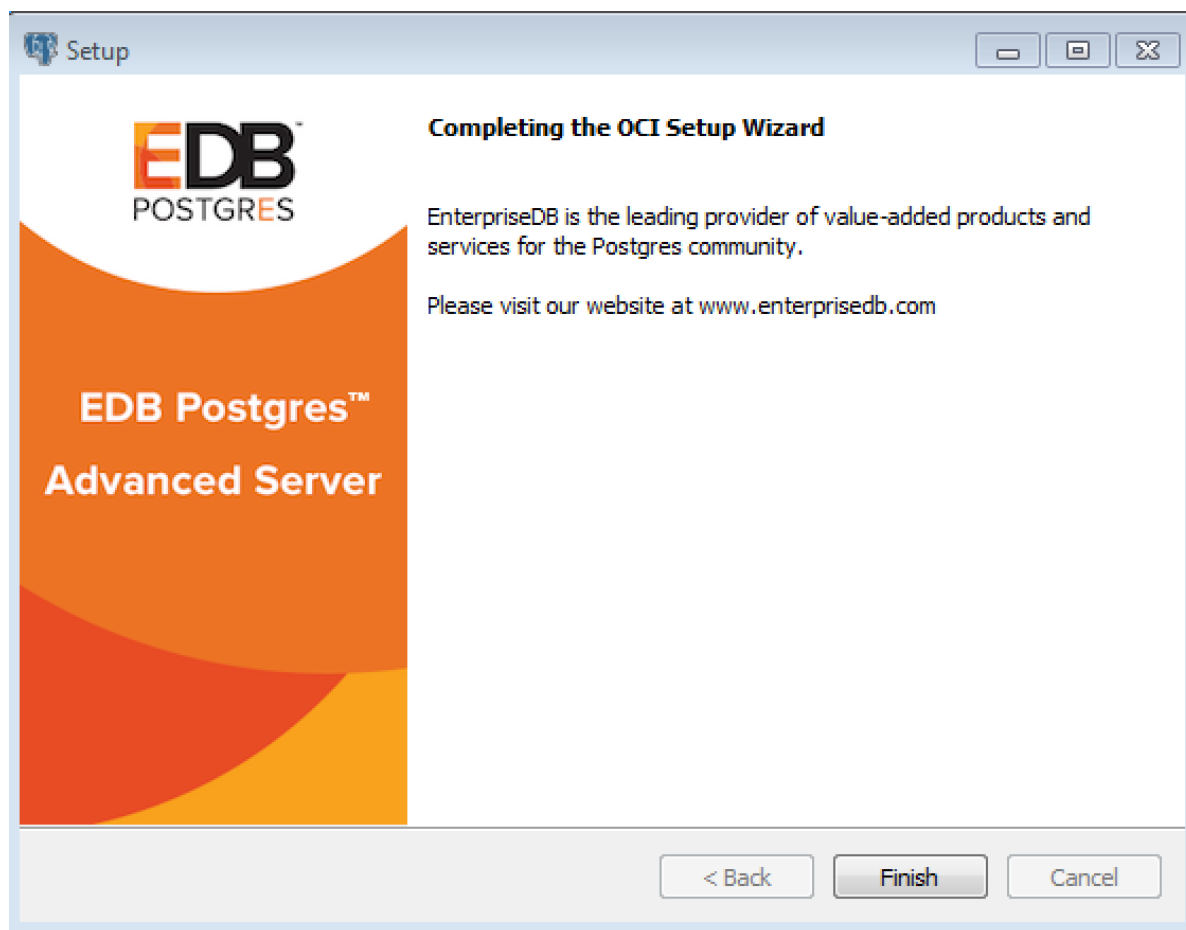 Setup
EDB™
POSTGRES
EDB Postgres™
Advanced Server
Completing the OCI Setup Wizard
EnterpriseDB is the leading provider of value-added products and
services for the Postgres community.
Please visit our website at www.enterprisedb.com
< Back
Finish
Cancel